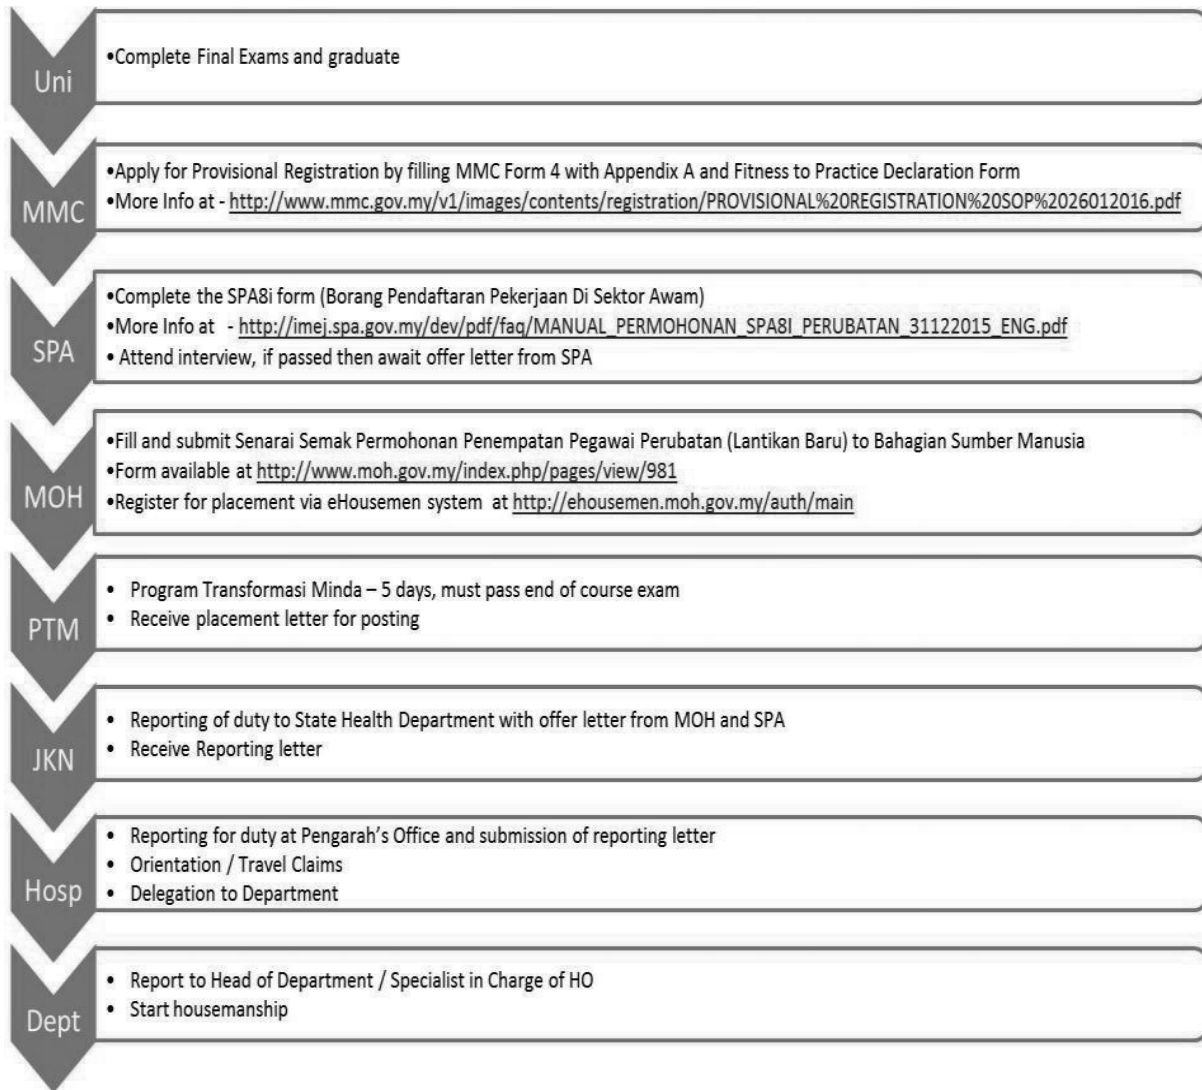 Uni
•Complete Final Exams and graduate
MMC
•Apply for Provisional Registration by filling MMC Form 4 with Appendix A and Fitness to Practice Declaration Form
•More Info at - http://www.mmc.gov.my/v1/images/contents/registration/PROVISIONAL%20REGISTRATION%20SOP%2026012016.pdf
SPA
•Complete the SPA8i form (Borang Pendaftaran Pekerjaan Di Sektor Awam)
•More Info at - http://imej.spa.gov.my/dev/pdf/faq/MANUAL_PERMOHONAN_SPA8I_PERUBATAN_31122015_ENG.pdf
• Attend interview, if passed then await offer letter from SPA
MOH
•Fill and submit Senarai Semak Permohonan Penempatan Pegawai Perubatan (Lantikan Baru) to Bahagian Sumber Manusia
•Form available at http://www.moh.gov.my/index.php/pages/view/981
•Register for placement via eHousemen system at http://ehousemen.moh.gov.my/auth/main
PTM
• Program Transformasi Minda – 5 days, must pass end of course exam
• Receive placement letter for posting
JKN
• Reporting of duty to State Health Department with offer letter from MOH and SPA
• Receive Reporting letter
Hosp
• Reporting for duty at Pengarah's Office and submission of reporting letter
• Orientation / Travel Claims
• Delegation to Department
Dept
• Report to Head of Department / Specialist in Charge of HO
• Start housemanship